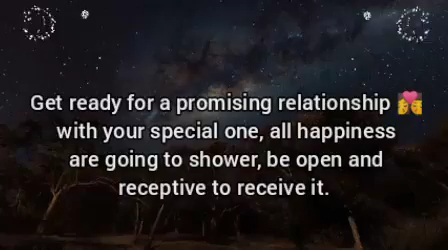 Get ready for a promising relationship 💏
with your special one, all happiness
are going to shower, be open and
receptive to receive it.